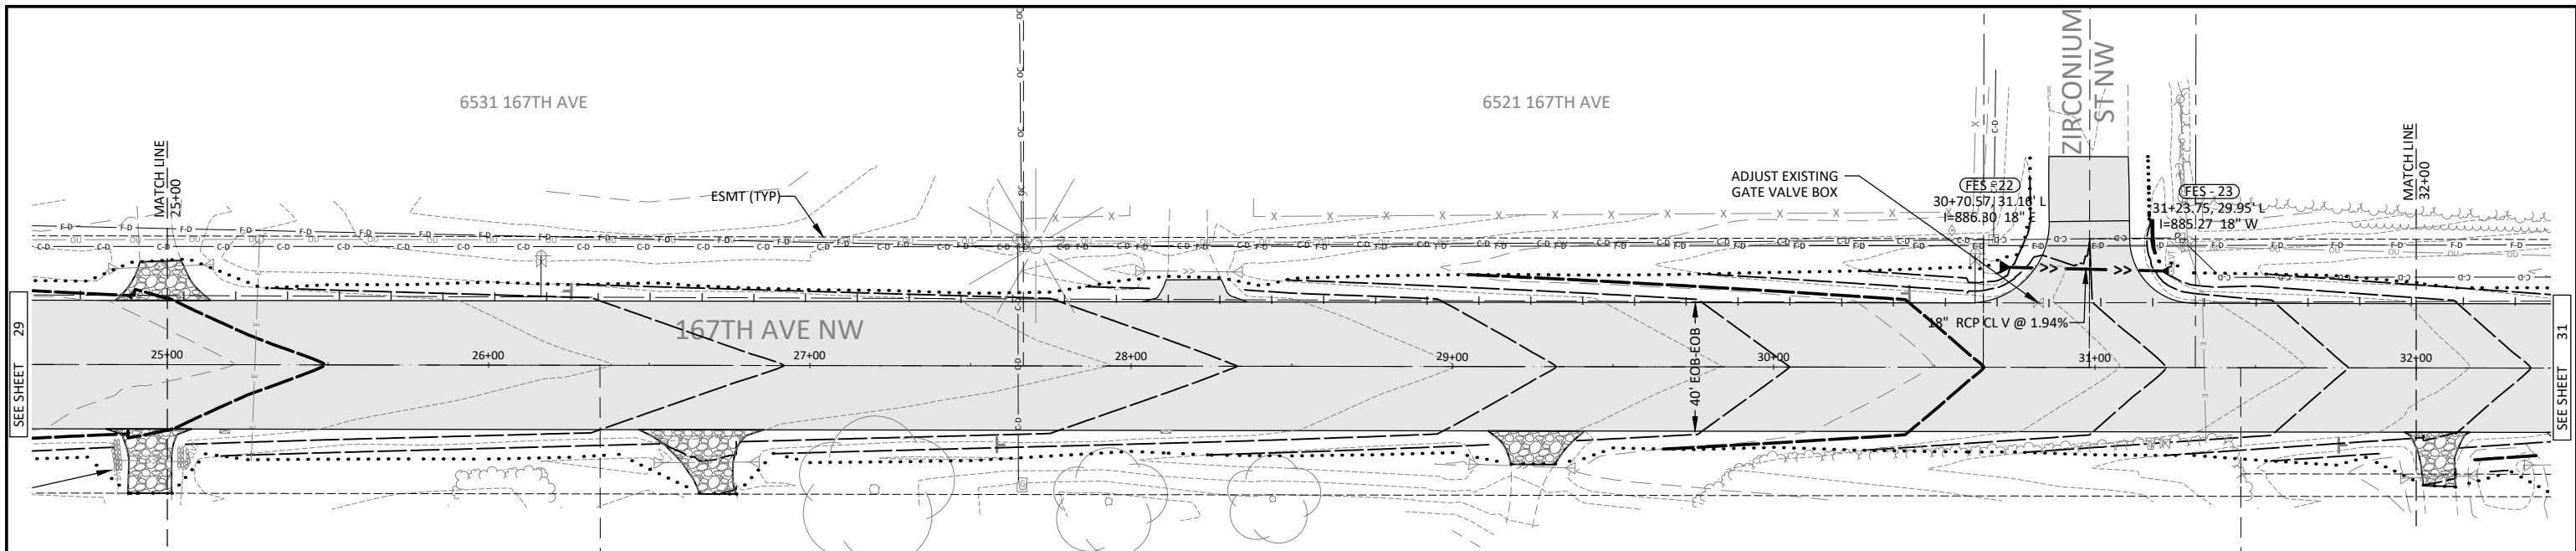 6531 167TH AVE
6521 167TH AVE
ZIRCONIUM
ST NW
MATCH LINE
25+00
ESMT (TYP)
ADJUST EXISTING
GATE VALVE BOX
FES - 22
30+70.57, 31.16' L
I=886.30 18" E
FES - 23
31+23.75, 29.95' L
I=885.27 18" W
MATCH LINE
32+00
SEE SHEET 29
167TH AVE NW
18" RCP CL V @ 1.94%
40' EOB-EOB
25+00
26+00
27+00
28+00
29+00
30+00
31+00
32+00
SEE SHEET 31